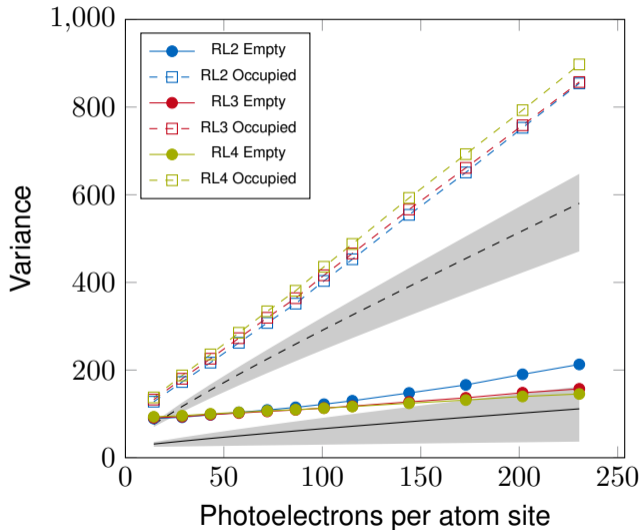 1,000
800
600
400
200
0
Variance
RL2 Empty
RL2 Occupied
RL3 Empty
RL3 Occupied
RL4 Empty
RL4 Occupied
0 50 100 150 200 250
Photoelectrons per atom site